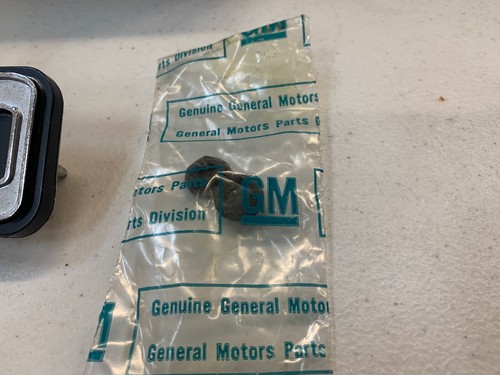 GM
rts Division
Genuine General Motors
General Motors Parts
otors Parts
rts Division
GM
Genuine General Moto
General Motors Parts